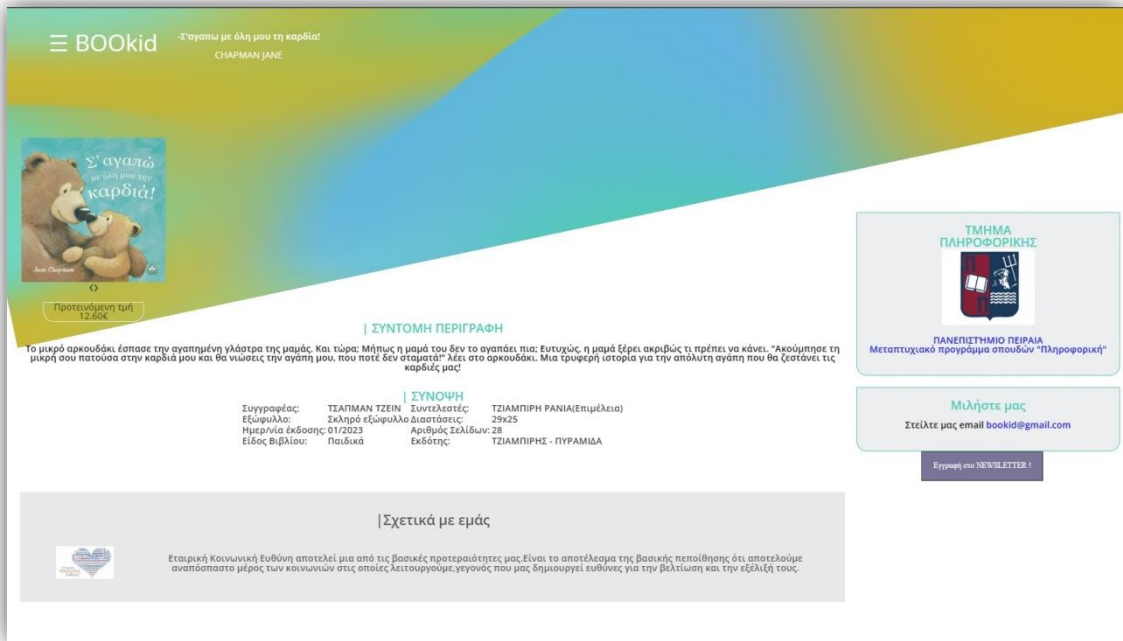 ☰ BOOkid
-Σ'αγαπω με όλη μου τη καρδία!
CHAPMAN JANE
Σ' αγαπώ
με όλη μου την
καρδιά!
Jane Chapman
‹›
Προτεινόμενη τμή
12.60€
| ΣΥΝΤΟΜΗ ΠΕΡΙΓΡΑΦΗ
Το μικρό αρκουδάκι έσπασε την αγαπημένη γλάστρα της μαμάς. Και τώρα; Μήπως η μαμά του δεν το αγαπάει πια; Ευτυχώς, η μαμά ξέρει ακριβώς τι πρέπει να κάνει. "Ακούμπησε τη
μικρή σου πατούσα στην καρδιά μου και θα νιώσεις την αγάπη μου, που ποτέ δεν σταματά!" λέει στο αρκουδάκι. Μια τρυφερή ιστορία για την απόλυτη αγάπη που θα ζεστάνει τις
καρδιές μας!
| ΣΥΝΟΨΗ
Συγγραφέας: ΤΣΑΠΜΑΝ ΤΖΕΙΝ Συντελεστές: ΤΖΙΑΜΠΙΡΗ ΡΑΝΙΑ(Επιμέλεια)
Εξώφυλλο: Σκληρό εξώφυλλο Διαστάσεις: 29x25
Ημερ/νία έκδοσης: 01/2023 Αριθμός Σελίδων: 28
Είδος Βιβλίου: Παιδικά Εκδότης: ΤΖΙΑΜΠΙΡΗΣ - ΠΥΡΑΜΙΔΑ
|Σχετικά με εμάς
Εταιρική Κοινωνική Ευθύνη αποτελεί μια από τις βασικές προτεραιότητες μας.Είναι το αποτέλεσμα της βασικής πεποίθησης ότι αποτελούμε
αναπόσπαστο μέρος των κοινωνιών στις οποίες λειτουργούμε,γεγονός που μας δημιουργεί ευθύνες για την βελτίωση και την εξέλιξή τους.
ΤΜΗΜΑ
ΠΛΗΡΟΦΟΡΙΚΗΣ
ΠΑΝΕΠΙΣΤΗΜΙΟ ΠΕΙΡΑΙΑ
Μεταπτυχιακό πρόγραμμα σπουδών "Πληροφορική"
Μιλήστε μας
Στείλτε μας email bookid@gmail.com
Εγγραφή στο NEWSLETTER !